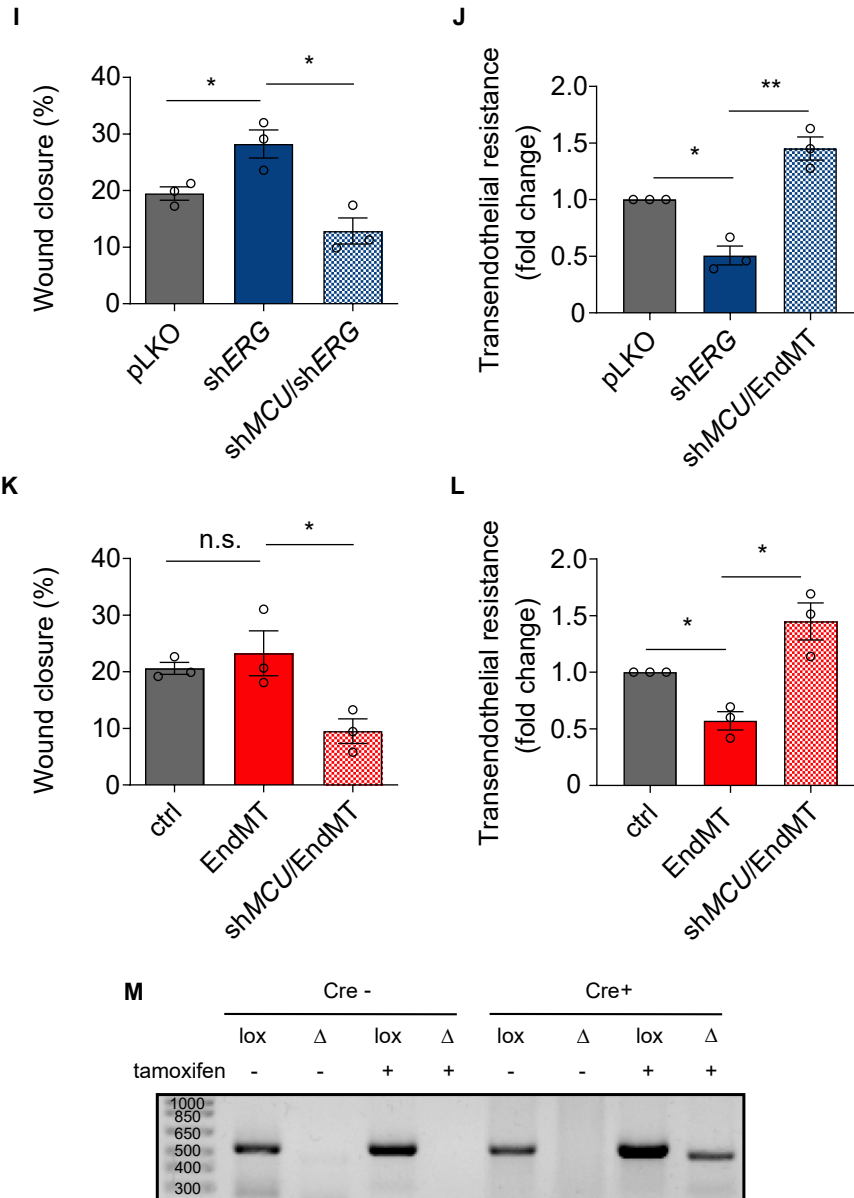 I
Wound closure (%)
40
30
20
10
0
*
*
pLKO
shERG
shMCU/shERG
J
Transendothelial resistance
(fold change)
2.0
1.5
1.0
0.5
0
*
**
pLKO
shERG
shMCU/EndMT
K
Wound closure (%)
40
30
20
10
0
n.s.
*
ctrl
EndMT
shMCU/EndMT
L
Transendothelial resistance
(fold change)
2.0
1.5
1.0
0.5
0
*
*
ctrl
EndMT
shMCU/EndMT
M
Cre - Cre+
lox Δ lox Δ lox Δ lox Δ
tamoxifen - - + + - - + +
1000
850
650
500
400
300